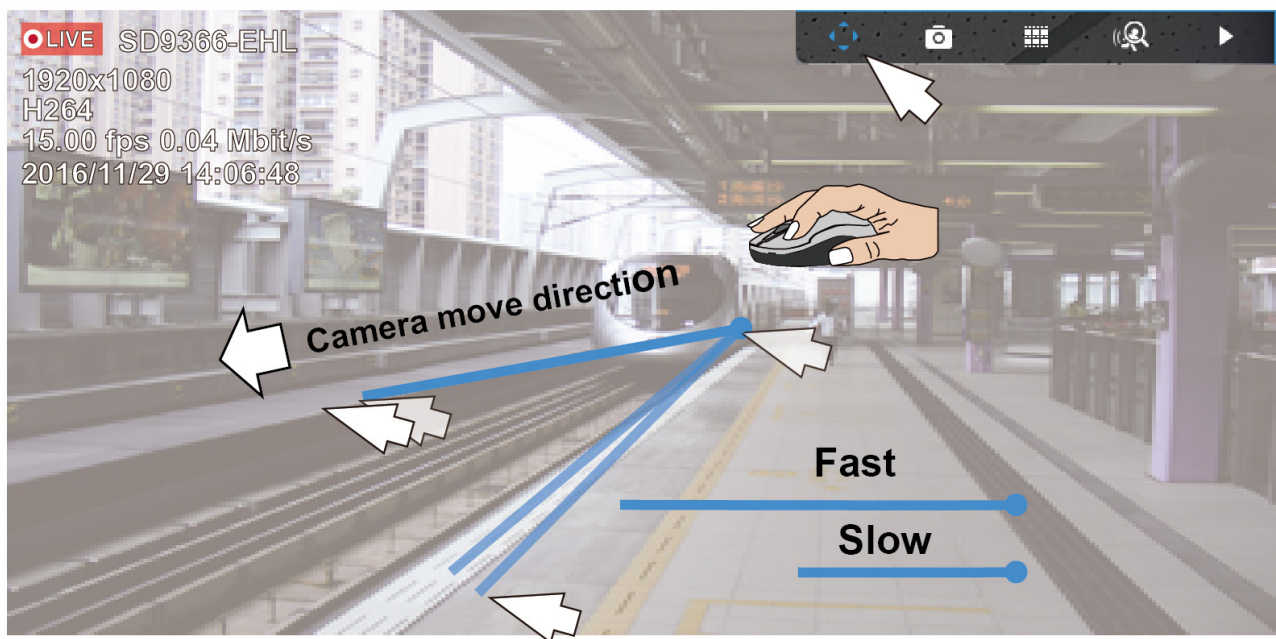 LIVE SD9366-EHL
1920x1080
H264
15.00 fps 0.04 Mbit/s
2016/11/29 14:06:48
Camera move direction
Fast
Slow